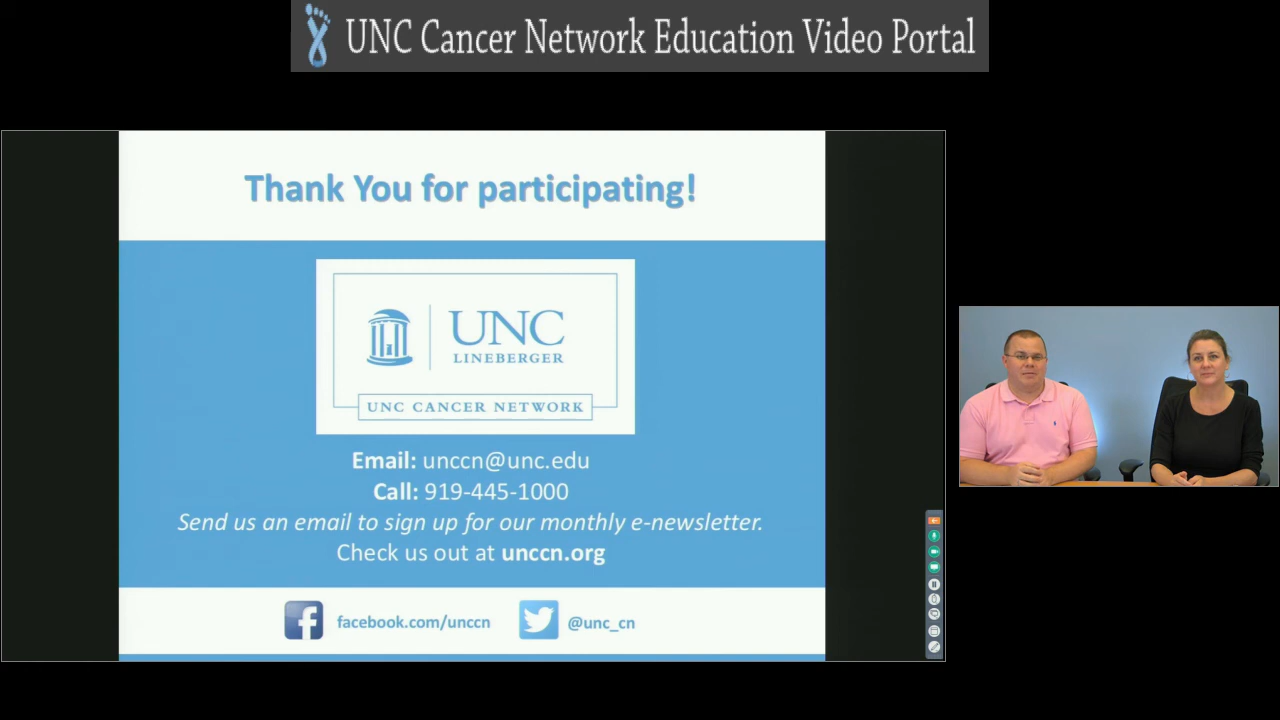 UNC Cancer Network Education Video Portal
Thank You for participating!
UNC
LINEBERGER
UNC CANCER NETWORK
Email: unccn@unc.edu
Call: 919-445-1000
Send us an email to sign up for our monthly e-newsletter.
Check us out at unccn.org
facebook.com/unccn
@unc_cn